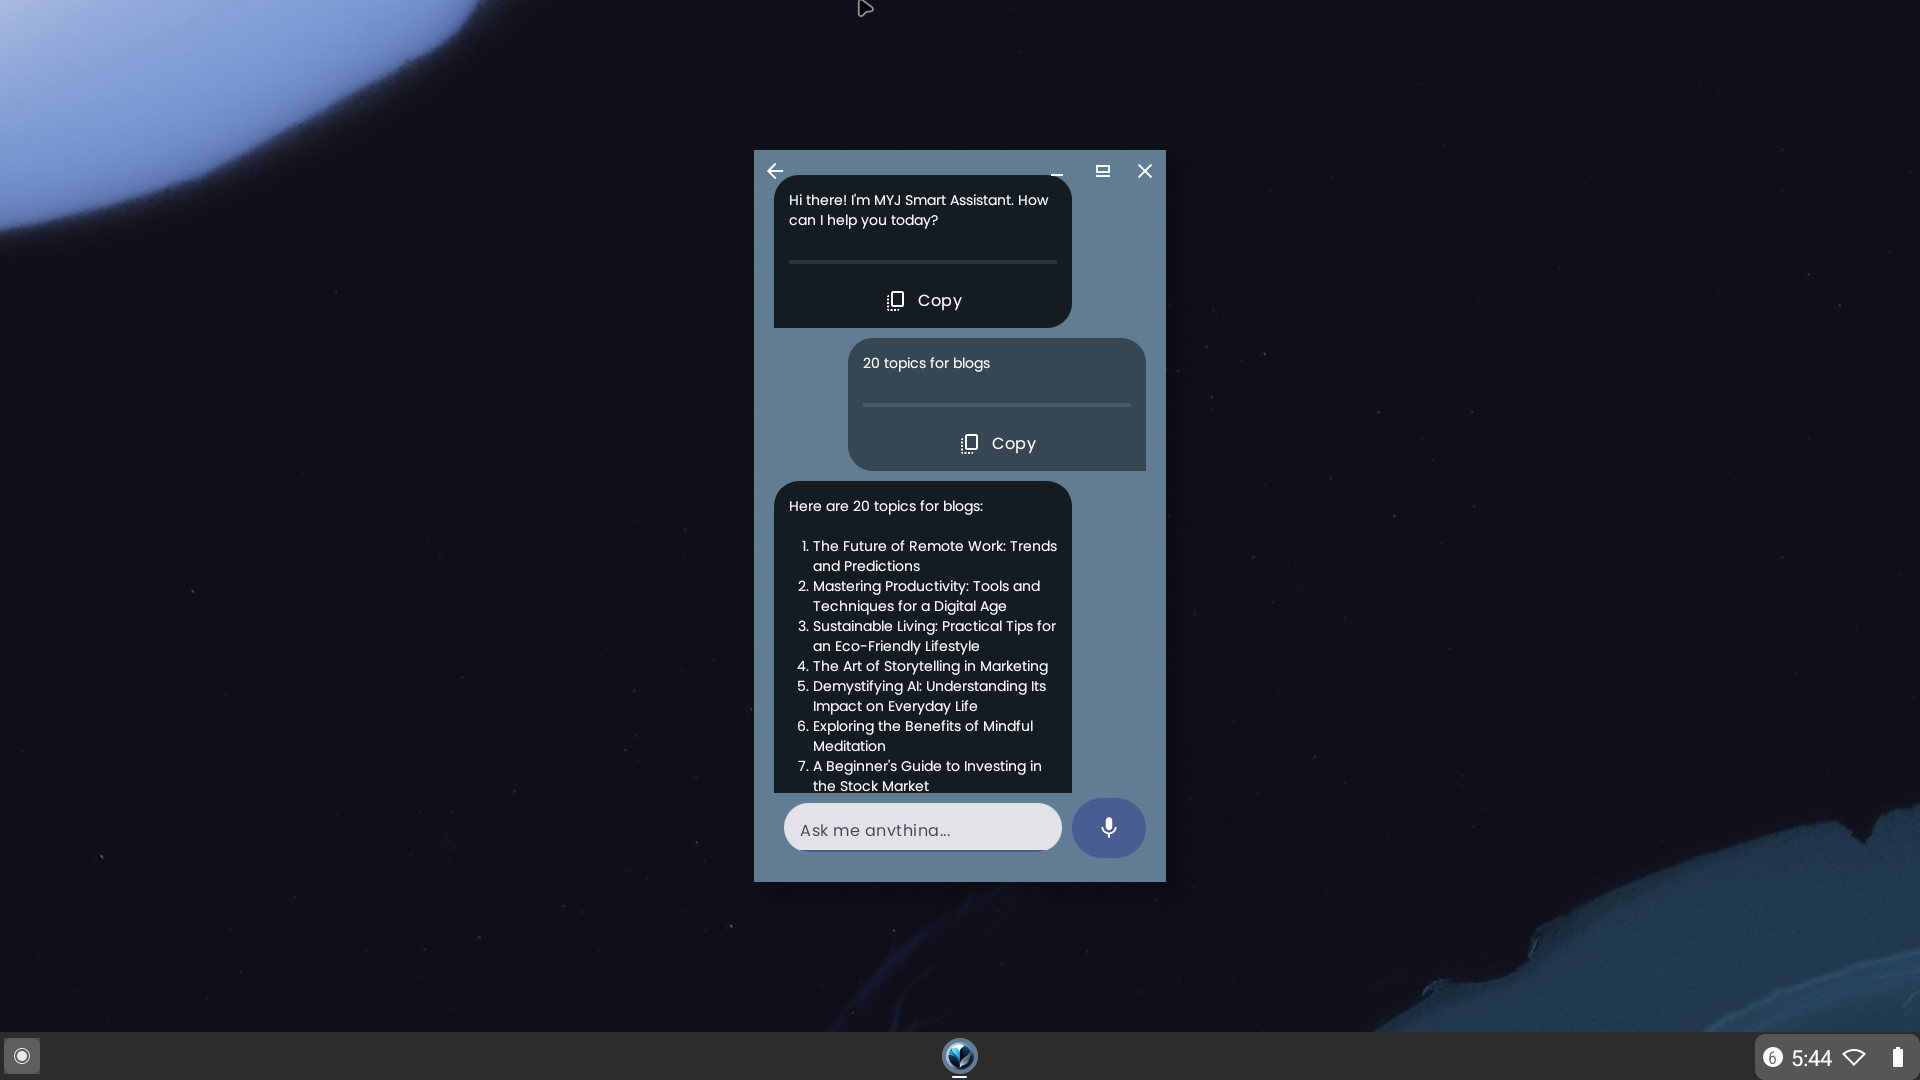 Hi there! I'm MYJ Smart Assistant. How
can I help you today?
Copy
20 topics for blogs
Copy
Here are 20 topics for blogs:
1. The Future of Remote Work: Trends
and Predictions
2. Mastering Productivity: Tools and
Techniques for a Digital Age
3. Sustainable Living: Practical Tips for
an Eco-Friendly Lifestyle
4. The Art of Storytelling in Marketing
5. Demystifying AI: Understanding Its
Impact on Everyday Life
6. Exploring the Benefits of Mindful
Meditation
7. A Beginner's Guide to Investing in
the Stock Market
Ask me anything...
6 5:44